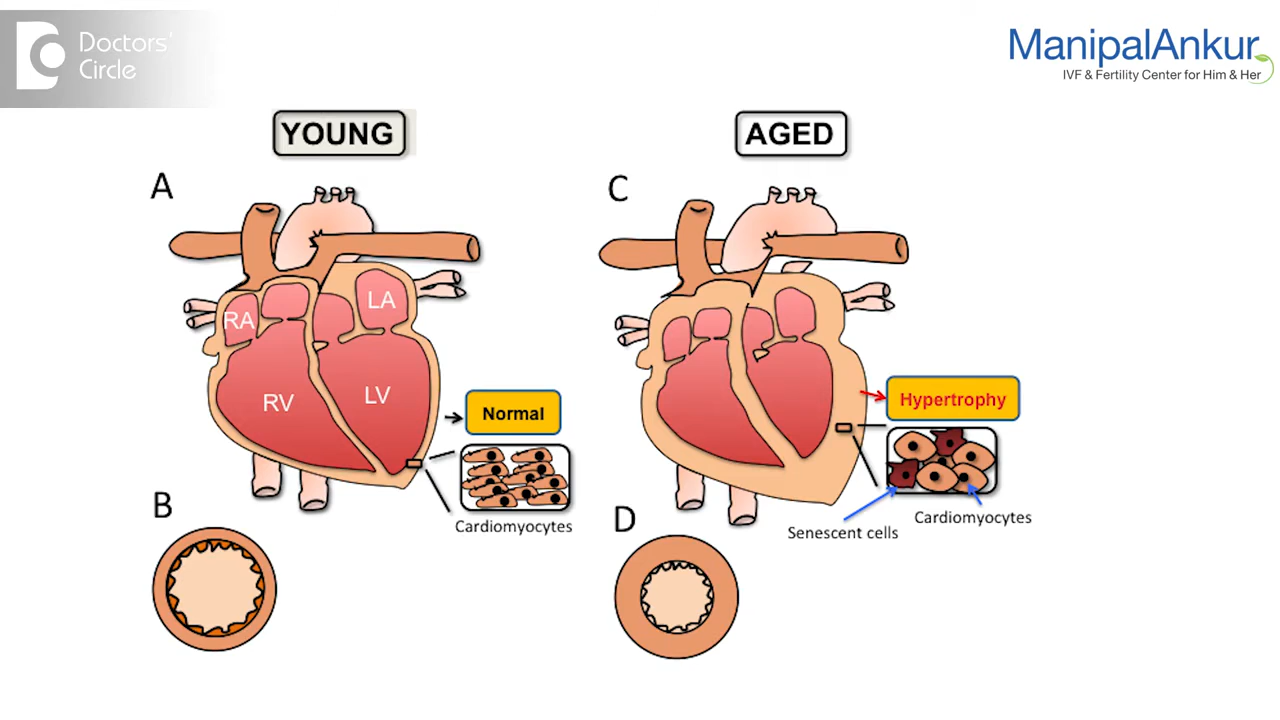 Doctors'
Circle
ManipalAnkur
IVF & Fertility Center for Him & Her
YOUNG
AGED
A
C
LA
RA
RV
LV
Normal
Hypertrophy
Cardiomyocytes
Senescent cells
Cardiomyocytes
B
D